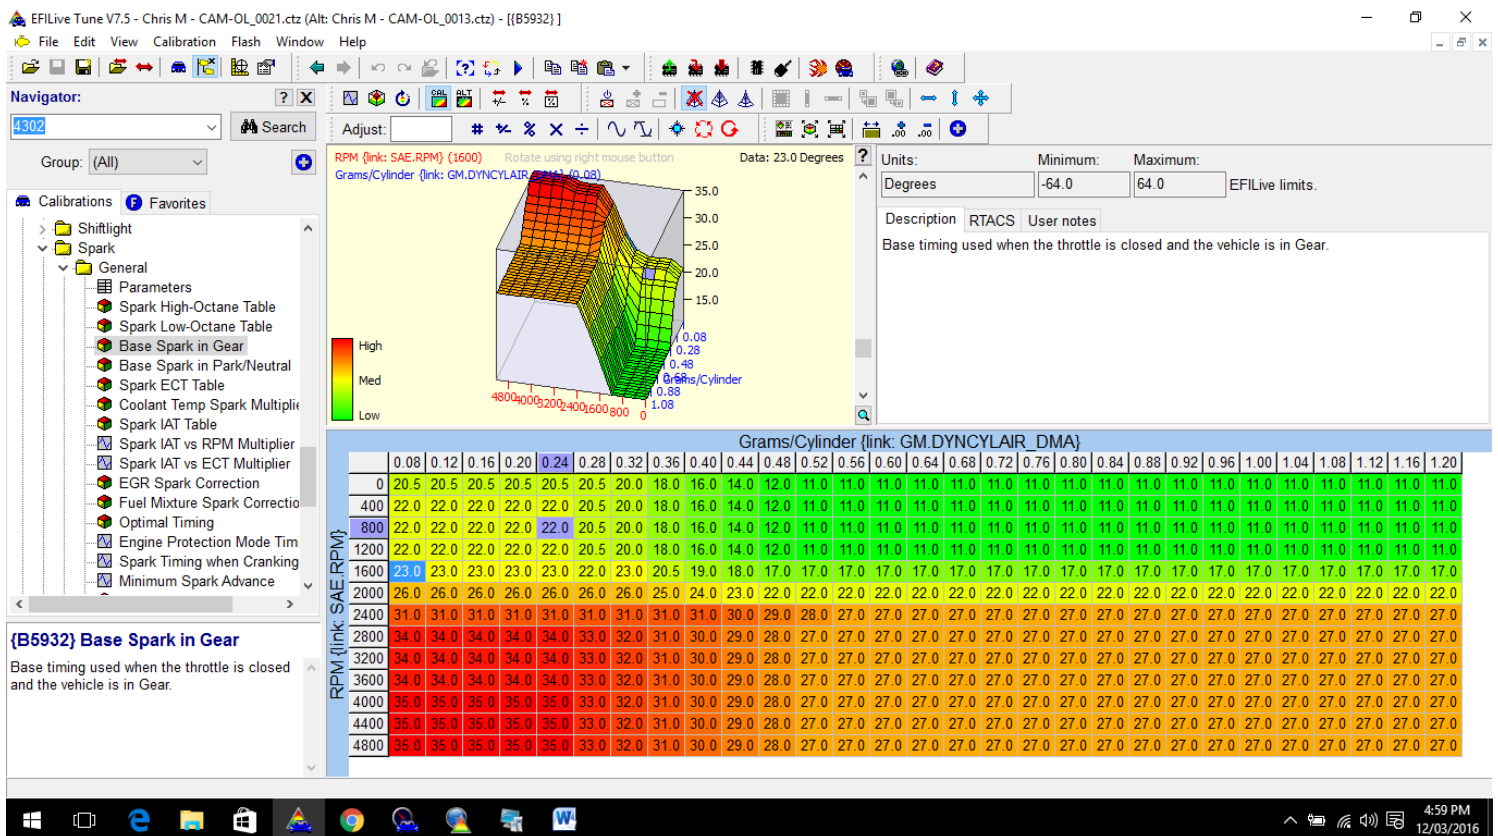 EFILive Tune V7.5 - Chris M - CAM-OL_0021.ctz (Alt: Chris M - CAM-OL_0013.ctz) - [{B5932} ]
File Edit View Calibration Flash Window Help
Navigator:
4302
Search
Group: (All)
Calibrations Favorites
Shiftlight
Spark
General
Parameters
Spark High-Octane Table
Spark Low-Octane Table
Base Spark in Gear
Base Spark in Park/Neutral
Spark ECT Table
Coolant Temp Spark Multiplie
Spark IAT Table
Spark IAT vs RPM Multiplier
Spark IAT vs ECT Multiplier
EGR Spark Correction
Fuel Mixture Spark Correctio
Optimal Timing
Engine Protection Mode Tim
Spark Timing when Cranking
Minimum Spark Advance
{B5932} Base Spark in Gear
Base timing used when the throttle is closed
and the vehicle is in Gear.
CAL ALT
Adjust:
RPM {link: SAE.RPM} (1600) Rotate using right mouse button Data: 23.0 Degrees
Grams/Cylinder {link: GM.DYNCYLAIR_DMA} (0.08)
35.0
30.0
25.0
20.0
15.0
High
Med
Low
0.08
0.28
0.48
0.68
0.88
1.08
Grams/Cylinder
4800 4000 3200 2400 1600 800 0
Units: Minimum: Maximum:
Degrees -64.0 64.0 EFILive limits.
Description RTACS User notes
Base timing used when the throttle is closed and the vehicle is in Gear.
Grams/Cylinder {link: GM.DYNCYLAIR_DMA}
RPM {link: SAE.RPM}
0.08 0.12 0.16 0.20 0.24 0.28 0.32 0.36 0.40 0.44 0.48 0.52 0.56 0.60 0.64 0.68 0.72 0.76 0.80 0.84 0.88 0.92 0.96 1.00 1.04 1.08 1.12 1.16 1.20
0 20.5 20.5 20.5 20.5 20.5 20.5 20.0 18.0 16.0 14.0 12.0 11.0 11.0 11.0 11.0 11.0 11.0 11.0 11.0 11.0 11.0 11.0 11.0 11.0 11.0 11.0 11.0 11.0 11.0
400 22.0 22.0 22.0 22.0 22.0 20.5 20.0 18.0 16.0 14.0 12.0 11.0 11.0 11.0 11.0 11.0 11.0 11.0 11.0 11.0 11.0 11.0 11.0 11.0 11.0 11.0 11.0 11.0 11.0
800 22.0 22.0 22.0 22.0 22.0 20.5 20.0 18.0 16.0 14.0 12.0 11.0 11.0 11.0 11.0 11.0 11.0 11.0 11.0 11.0 11.0 11.0 11.0 11.0 11.0 11.0 11.0 11.0 11.0
1200 22.0 22.0 22.0 22.0 22.0 20.5 20.0 18.0 16.0 14.0 12.0 11.0 11.0 11.0 11.0 11.0 11.0 11.0 11.0 11.0 11.0 11.0 11.0 11.0 11.0 11.0 11.0 11.0 11.0
1600 23.0 23.0 23.0 23.0 23.0 22.0 23.0 20.5 19.0 18.0 17.0 17.0 17.0 17.0 17.0 17.0 17.0 17.0 17.0 17.0 17.0 17.0 17.0 17.0 17.0 17.0 17.0 17.0 17.0
2000 26.0 26.0 26.0 26.0 26.0 26.0 26.0 25.0 24.0 23.0 22.0 22.0 22.0 22.0 22.0 22.0 22.0 22.0 22.0 22.0 22.0 22.0 22.0 22.0 22.0 22.0 22.0 22.0 22.0
2400 31.0 31.0 31.0 31.0 31.0 31.0 31.0 31.0 31.0 30.0 29.0 28.0 27.0 27.0 27.0 27.0 27.0 27.0 27.0 27.0 27.0 27.0 27.0 27.0 27.0 27.0 27.0 27.0 27.0
2800 34.0 34.0 34.0 34.0 34.0 33.0 32.0 31.0 30.0 29.0 28.0 27.0 27.0 27.0 27.0 27.0 27.0 27.0 27.0 27.0 27.0 27.0 27.0 27.0 27.0 27.0 27.0 27.0 27.0
3200 34.0 34.0 34.0 34.0 34.0 33.0 32.0 31.0 30.0 29.0 28.0 27.0 27.0 27.0 27.0 27.0 27.0 27.0 27.0 27.0 27.0 27.0 27.0 27.0 27.0 27.0 27.0 27.0 27.0
3600 34.0 34.0 34.0 34.0 34.0 33.0 32.0 31.0 30.0 29.0 28.0 27.0 27.0 27.0 27.0 27.0 27.0 27.0 27.0 27.0 27.0 27.0 27.0 27.0 27.0 27.0 27.0 27.0 27.0
4000 35.0 35.0 35.0 35.0 35.0 33.0 32.0 31.0 30.0 29.0 28.0 27.0 27.0 27.0 27.0 27.0 27.0 27.0 27.0 27.0 27.0 27.0 27.0 27.0 27.0 27.0 27.0 27.0 27.0
4400 35.0 35.0 35.0 35.0 35.0 33.0 32.0 31.0 30.0 29.0 28.0 27.0 27.0 27.0 27.0 27.0 27.0 27.0 27.0 27.0 27.0 27.0 27.0 27.0 27.0 27.0 27.0 27.0 27.0
4800 35.0 35.0 35.0 35.0 35.0 33.0 32.0 31.0 30.0 29.0 28.0 27.0 27.0 27.0 27.0 27.0 27.0 27.0 27.0 27.0 27.0 27.0 27.0 27.0 27.0 27.0 27.0 27.0 27.0
4:59 PM
12/03/2016